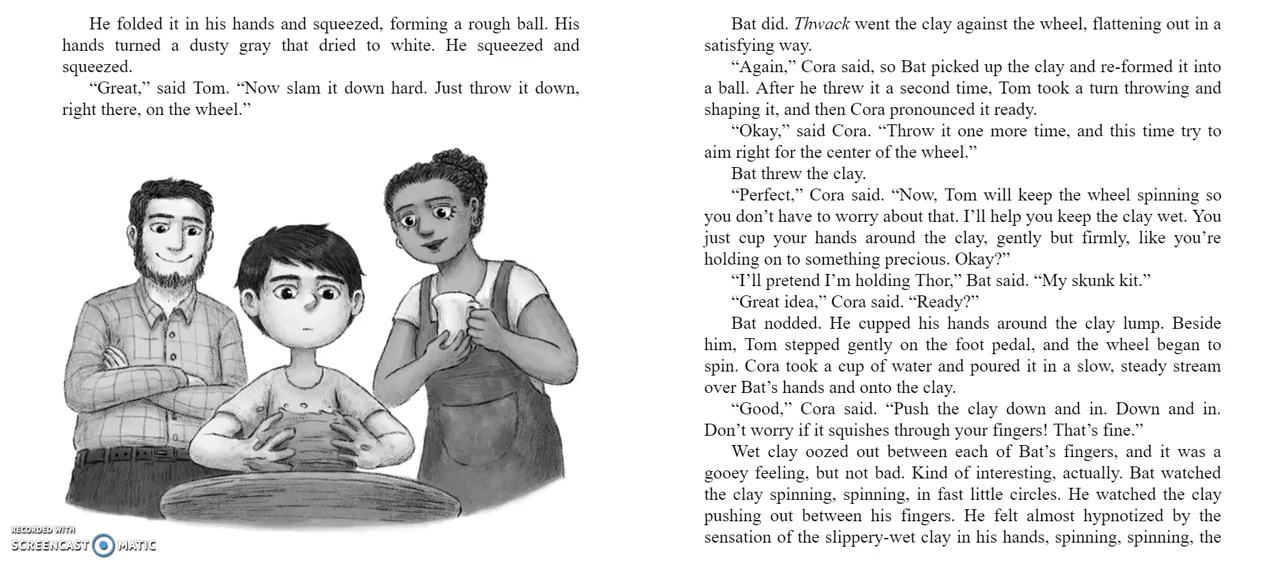 He folded it in his hands and squeezed, forming a rough ball. His
hands turned a dusty gray that dried to white. He squeezed and
squeezed.
“Great,” said Tom. “Now slam it down hard. Just throw it down,
right there, on the wheel.”
RECORDED WITH
SCREENCAST MATIC
Bat did. Thwack went the clay against the wheel, flattening out in a
satisfying way.
“Again,” Cora said, so Bat picked up the clay and re-formed it into
a ball. After he threw it a second time, Tom took a turn throwing and
shaping it, and then Cora pronounced it ready.
“Okay,” said Cora. “Throw it one more time, and this time try to
aim right for the center of the wheel.”
Bat threw the clay.
“Perfect,” Cora said. “Now, Tom will keep the wheel spinning so
you don’t have to worry about that. I’ll help you keep the clay wet. You
just cup your hands around the clay, gently but firmly, like you’re
holding on to something precious. Okay?”
“I’ll pretend I’m holding Thor,” Bat said. “My skunk kit.”
“Great idea,” Cora said. “Ready?”
Bat nodded. He cupped his hands around the clay lump. Beside
him, Tom stepped gently on the foot pedal, and the wheel began to
spin. Cora took a cup of water and poured it in a slow, steady stream
over Bat’s hands and onto the clay.
“Good,” Cora said. “Push the clay down and in. Down and in.
Don’t worry if it squishes through your fingers! That’s fine.”
Wet clay oozed out between each of Bat’s fingers, and it was a
gooey feeling, but not bad. Kind of interesting, actually. Bat watched
the clay spinning, spinning, in fast little circles. He watched the clay
pushing out between his fingers. He felt almost hypnotized by the
sensation of the slippery-wet clay in his hands, spinning, spinning, the